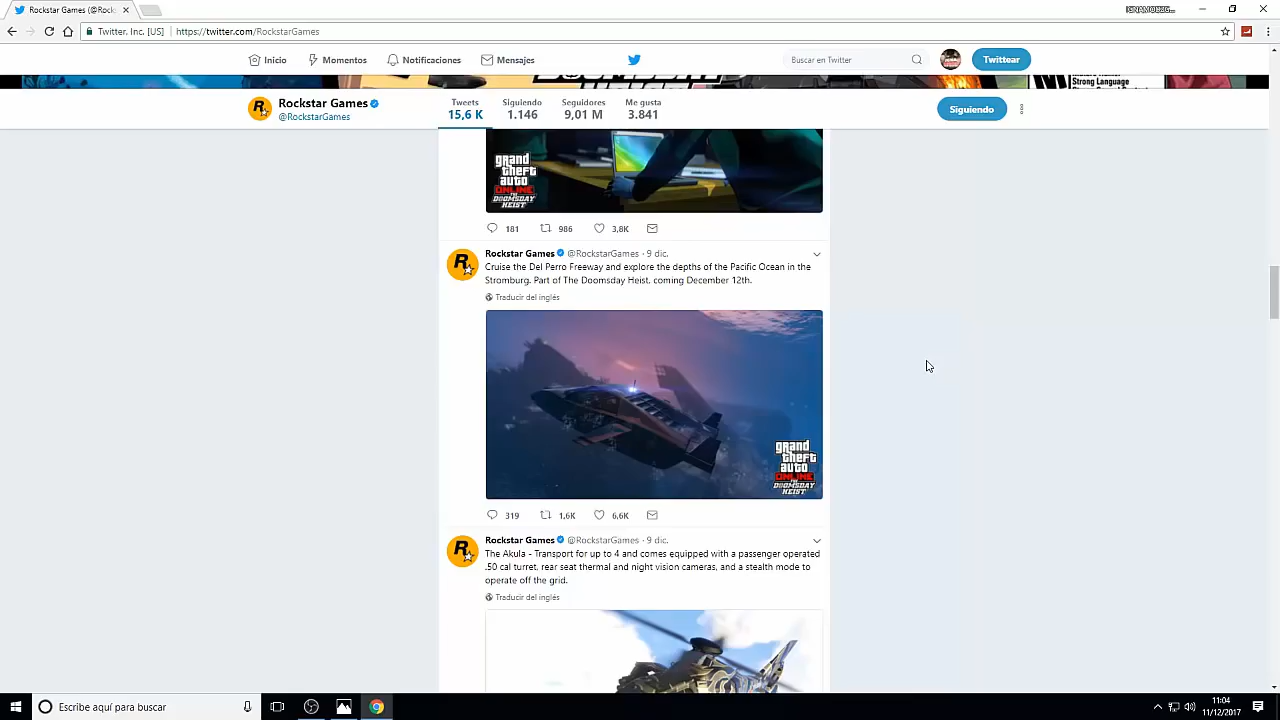 Rockstar Games (@Rock
Twitter, Inc. [US]
https://twitter.com/RockstarGames
Inicio
Momentos
Notificaciones
Mensajes
Buscar en Twitter
Twittear
Strong Language
Rockstar Games
@RockstarGames
Tweets
15,6 K
Siguiendo
1.146
Seguidores
9,01 M
Me gusta
3.841
Siguiendo
grand
theft
auto
ONLINE
THE
DOOMSDAY
HEIST
181
986
3,8K
Rockstar Games @RockstarGames · 9 dic.
Cruise the Del Perro Freeway and explore the depths of the Pacific Ocean in the
Stromburg. Part of The Doomsday Heist, coming December 12th.
Traducir del inglés
grand
theft
auto
ONLINE
THE
DOOMSDAY
HEIST
319
1,6K
6,6K
Rockstar Games @RockstarGames · 9 dic.
The Akula - Transport for up to 4 and comes equipped with a passenger operated
.50 cal turret, rear seat thermal and night vision cameras, and a stealth mode to
operate off the grid.
Traducir del inglés
Escribe aquí para buscar
11:04
11/12/2017